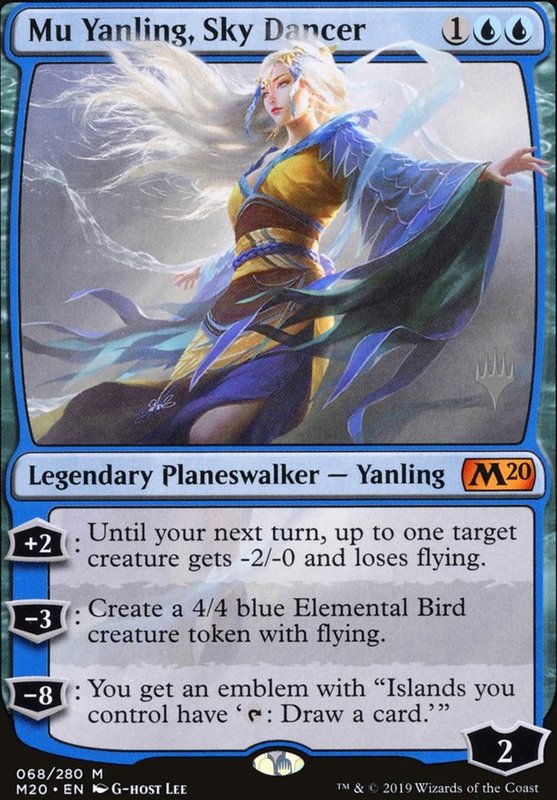 Mu Yanling, Sky Dancer 1
Legendary Planeswalker — Yanling M20
+2 : Until your next turn, up to one target
creature gets -2/-0 and loses flying.
−3 : Create a 4/4 blue Elemental Bird
creature token with flying.
−8 : You get an emblem with “Islands you
control have ‘ : Draw a card.’”
2
068/280 M
M20 • EN G-HOST LEE
™ & © 2019 Wizards of the Coast